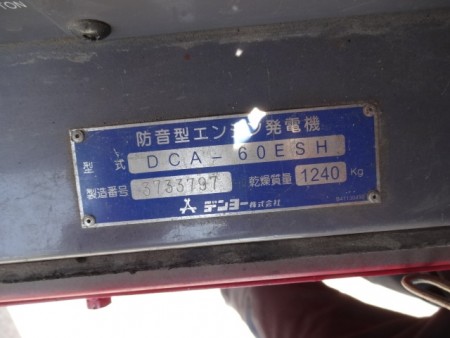 TON
防音型エンジン発電機
型式 DCA-60ESH
製造番号 3733797 乾燥質量 1240 Kg
デンヨー株式会社